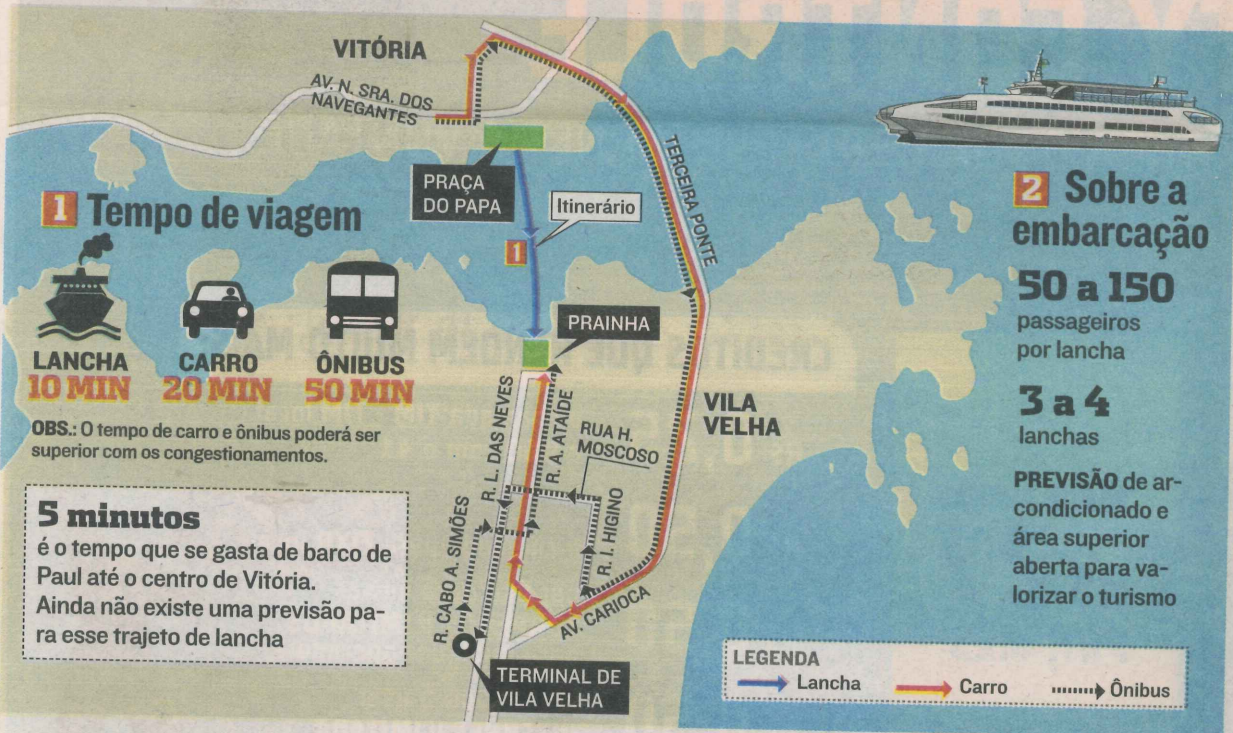 VITÓRIA
AV. N. SRA. DOS
NAVEGANTES
PRAÇA
DO PAPA
Itinerário
1
TERCEIRA PONTE
PRAINHA
VILA
VELHA
R. L. DAS NEVES
R. A. ATAÍDE
RUA H.
MOSCOSO
R. I. HIGINO
R. CABO A. SIMÕES
AV. CARIOCA
TERMINAL DE
VILA VELHA
1 Tempo de viagem
LANCHA
10 MIN
CARRO
20 MIN
ÔNIBUS
50 MIN
OBS.: O tempo de carro e ônibus poderá ser
superior com os congestionamentos.
5 minutos
é o tempo que se gasta de barco de
Paul até o centro de Vitória.
Ainda não existe uma previsão pa-
ra esse trajeto de lancha
2 Sobre a
embarcação
50 a 150
passageiros
por lancha
3 a 4
lanchas
PREVISÃO de ar-
condicionado e
área superior
aberta para va-
lorizar o turismo
LEGENDA
Lancha
Carro
Ônibus